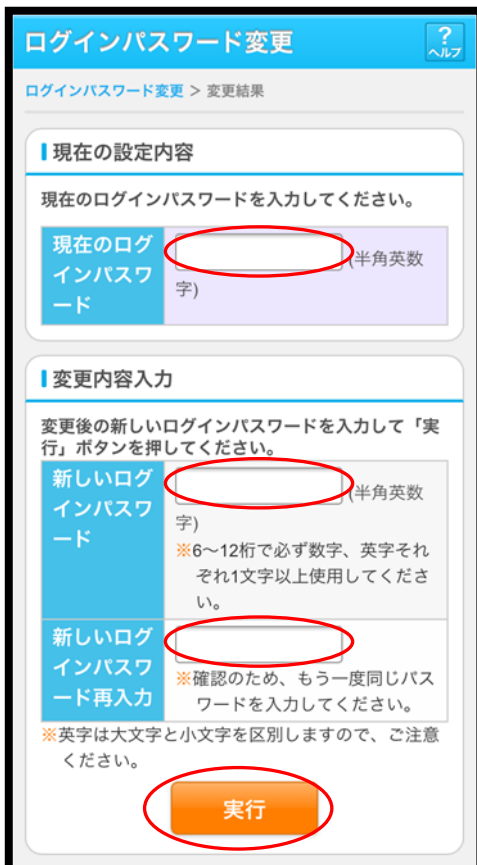 ログインパスワード変更
?
ヘルプ
ログインパスワード変更 > 変更結果
現在の設定内容
現在のログインパスワードを入力してください。
現在のログ
インパスワ
ード
(半角英数
字)
変更内容入力
変更後の新しいログインパスワードを入力して「実
行」ボタンを押してください。
新しいログ
インパスワ
ード
(半角英数
字)
※6～12桁で必ず数字、英字それ
ぞれ1文字以上使用してくださ
い。
新しいログ
インパスワ
ード再入力
※確認のため、もう一度同じパス
ワードを入力してください。
※英字は大文字と小文字を区別しますので、ご注意
ください。
実行